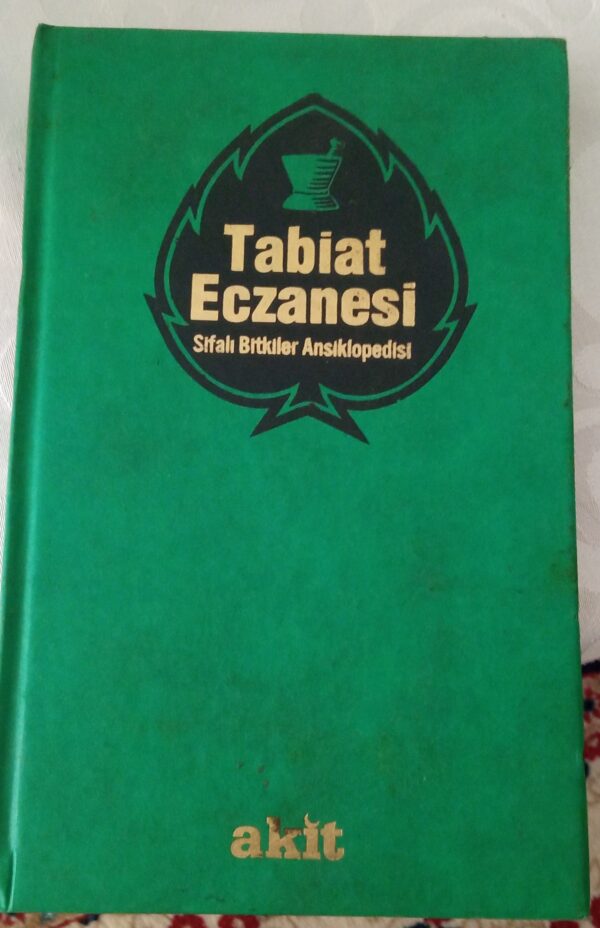 Tabiat
Eczanesi
Şifalı Bitkiler Ansiklopedisi
akit